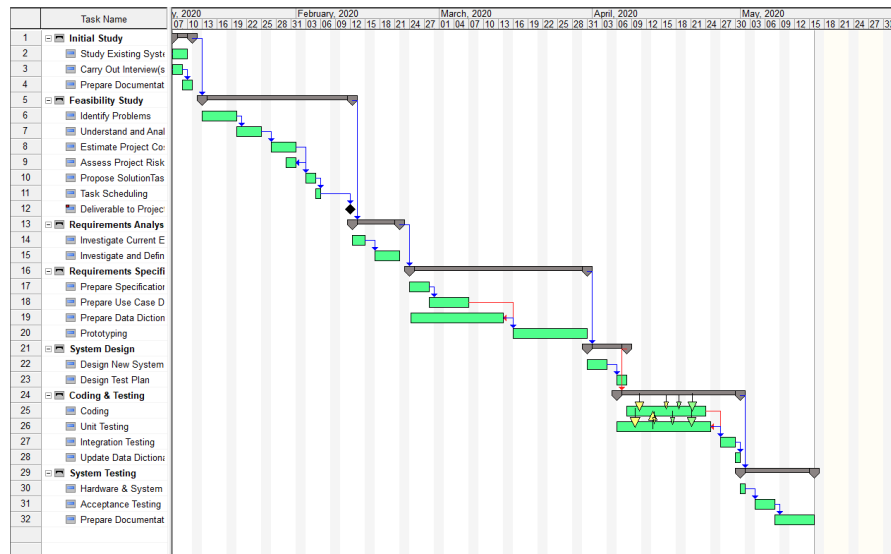 Task Name
y, 2020 February, 2020 March, 2020 April, 2020 May, 2020
07 10 13 16 19 22 25 28 31 03 06 09 12 15 18 21 24 27 01 04 07 10 13 16 19 22 25 28 31 03 06 09 12 15 18 21 24 27 30 03 06 09 12 15 18 21 24 27 30
1 Initial Study
2 Study Existing Syste
3 Carry Out Interview(s
4 Prepare Documentat
5 Feasibility Study
6 Identify Problems
7 Understand and Anal
8 Estimate Project Co
9 Assess Project Risk
10 Propose SolutionTas
11 Task Scheduling
12 Deliverable to Projec
13 Requirements Analys
14 Investigate Current E
15 Investigate and Defin
16 Requirements Specifi
17 Prepare Specification
18 Prepare Use Case D
19 Prepare Data Diction
20 Prototyping
21 System Design
22 Design New System
23 Design Test Plan
24 Coding & Testing
25 Coding
26 Unit Testing
27 Integration Testing
28 Update Data Dictiona
29 System Testing
30 Hardware & System
31 Acceptance Testing
32 Prepare Documentat